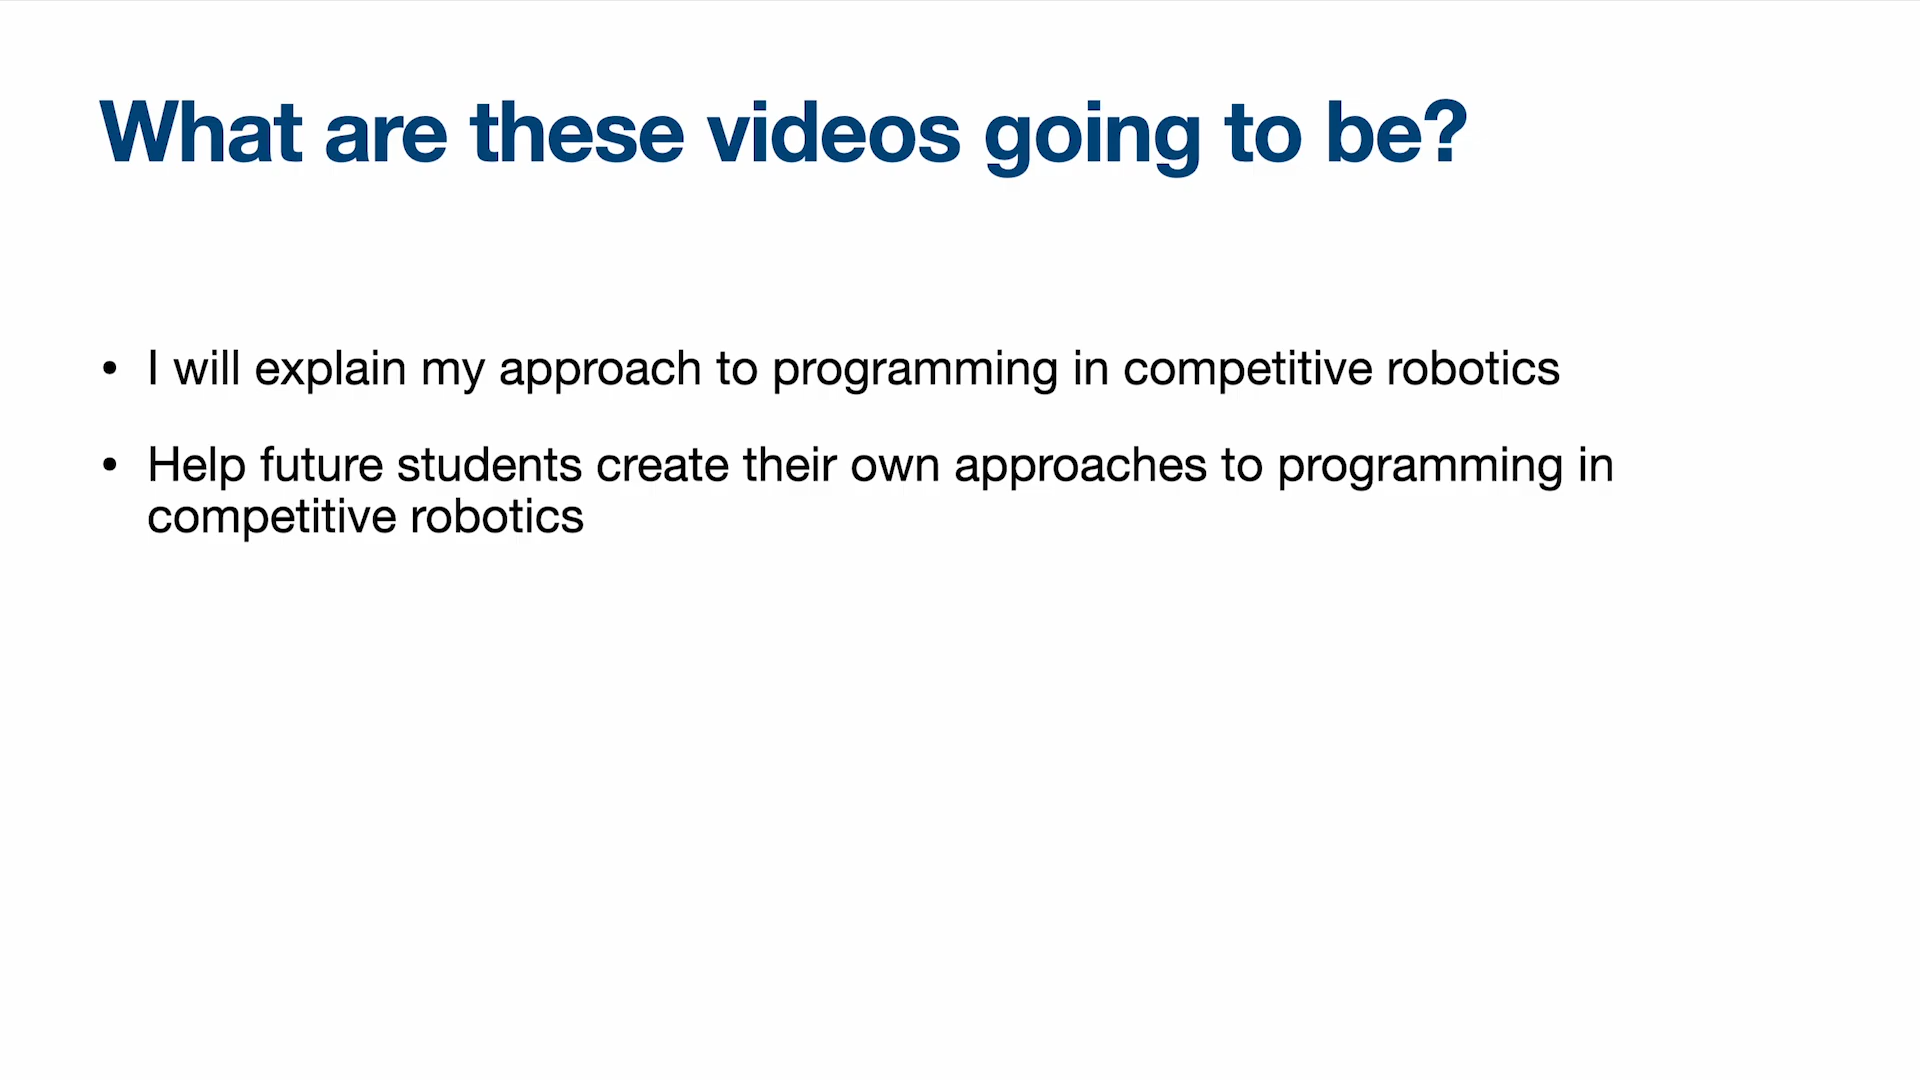 What are these videos going to be?
• I will explain my approach to programming in competitive robotics
• Help future students create their own approaches to programming in
competitive robotics